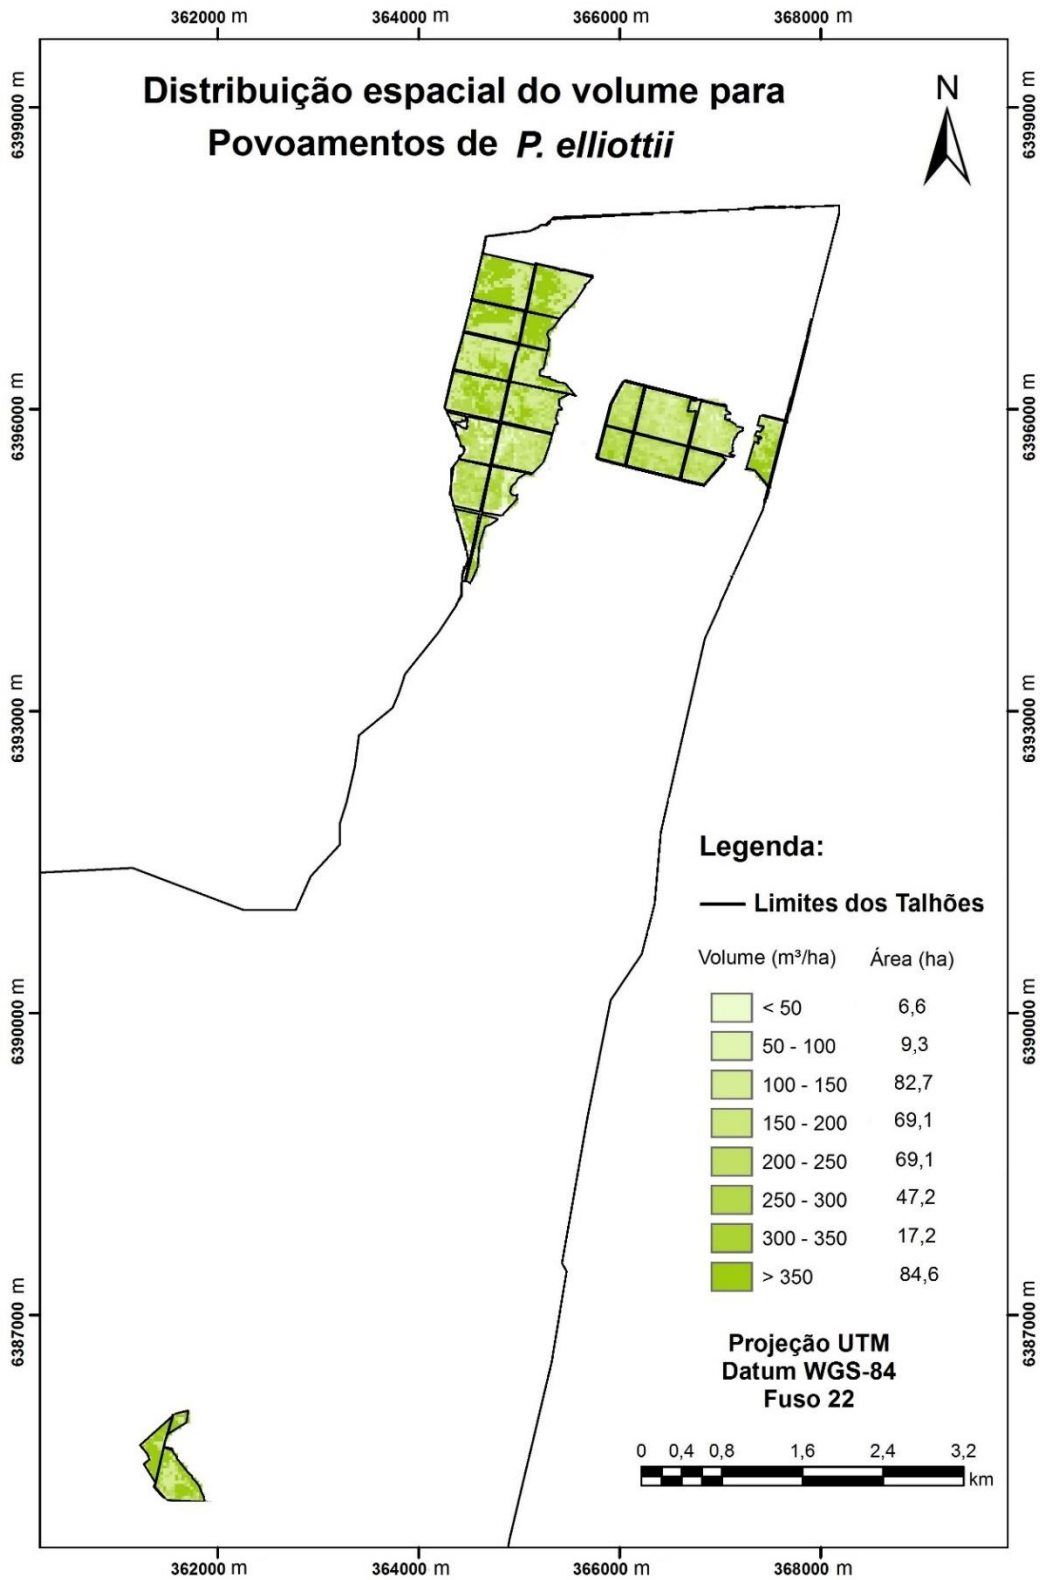 362000 m 364000 m 366000 m 368000 m
Distribuição espacial do volume para
Povoamentos de P. elliottii
N
6399000 m 6399000 m
6396000 m 6396000 m
6393000 m 6393000 m
Legenda:
Limites dos Talhões
Volume (m³/ha) Área (ha)
< 50 6,6
50 - 100 9,3
100 - 150 82,7
150 - 200 69,1
200 - 250 69,1
250 - 300 47,2
300 - 350 17,2
> 350 84,6
6390000 m 6390000 m
6387000 m 6387000 m
Projeção UTM
Datum WGS-84
Fuso 22
0 0,4 0,8 1,6 2,4 3,2
km
362000 m 364000 m 366000 m 368000 m